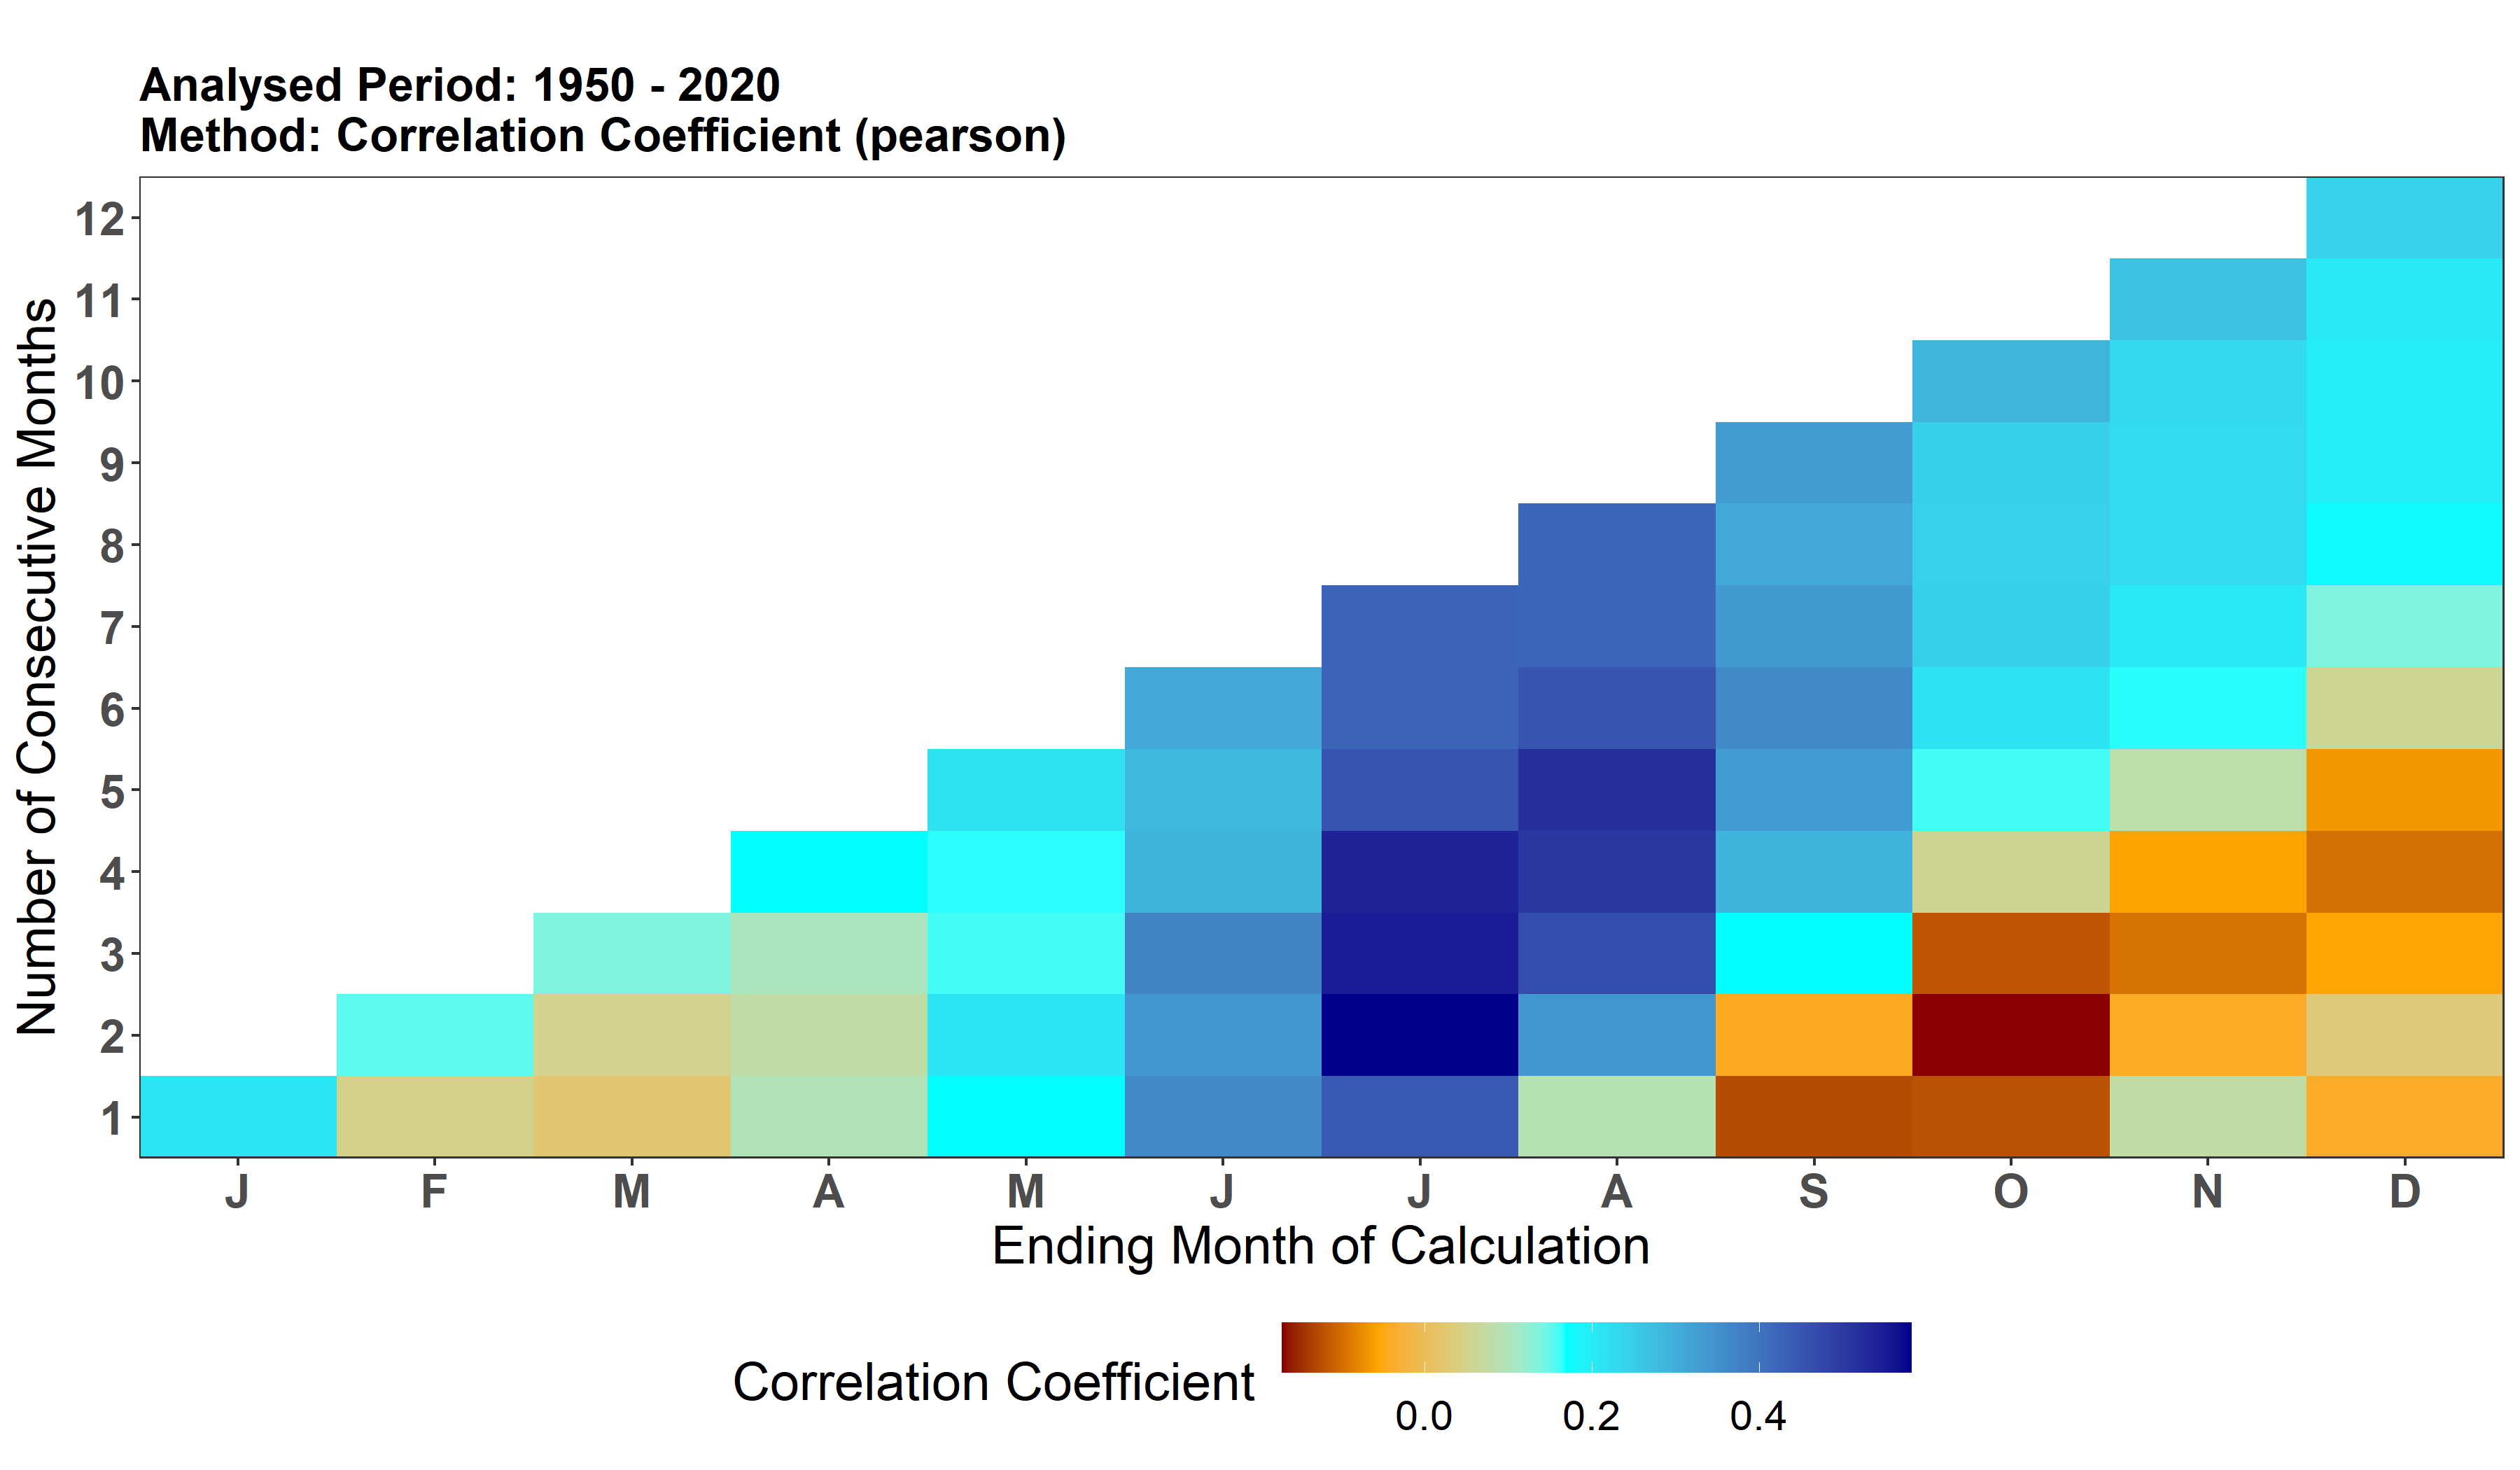 Analysed Period: 1950 - 2020
Method: Correlation Coefficient (pearson)
Number of Consecutive Months
12
11
10
9
8
7
6
5
4
3
2
1
J F M A M J J A S O N D
Ending Month of Calculation
Correlation Coefficient
0.0 0.2 0.4